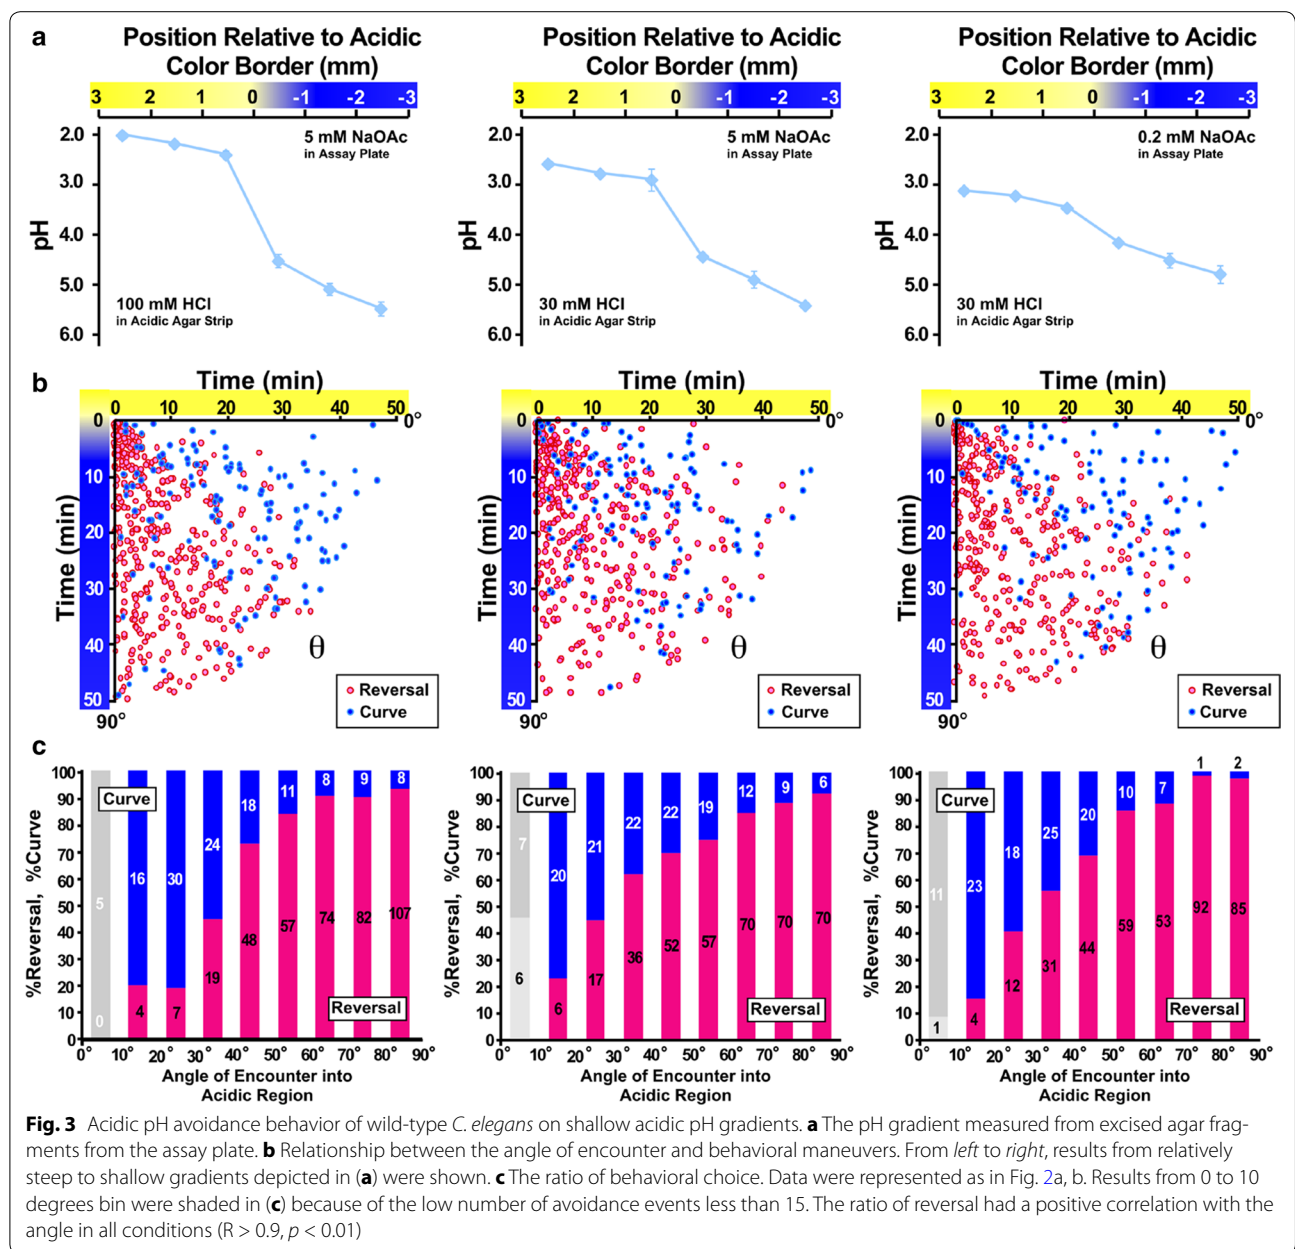 a
Position Relative to Acidic
Color Border (mm)
3 2 1 0 -1 -2 -3
5 mM NaOAc
in Assay Plate
2.0
3.0
4.0
5.0
6.0
pH
100 mM HCl
in Acidic Agar Strip
Position Relative to Acidic
Color Border (mm)
3 2 1 0 -1 -2 -3
5 mM NaOAc
in Assay Plate
2.0
3.0
4.0
5.0
6.0
pH
30 mM HCl
in Acidic Agar Strip
Position Relative to Acidic
Color Border (mm)
3 2 1 0 -1 -2 -3
0.2 mM NaOAc
in Assay Plate
2.0
3.0
4.0
5.0
6.0
pH
30 mM HCl
in Acidic Agar Strip
b
Time (min)
0 10 20 30 40 50 0°
0
10
20
30
40
50
90°
Time (min)
θ
Reversal
Curve
Time (min)
0 10 20 30 40 50 0°
0
10
20
30
40
50
90°
Time (min)
θ
Reversal
Curve
Time (min)
0 10 20 30 40 50 0°
0
10
20
30
40
50
90°
Time (min)
θ
Reversal
Curve
c
%Reversal, %Curve
100
90
80
70
60
50
40
30
20
10
0
Curve
5 16 30 24 18 11 8 9 8
0 4 7 19 48 57 74 82 107
Reversal
0° 10° 20° 30° 40° 50° 60° 70° 80° 90°
Angle of Encounter into
Acidic Region
%Reversal, %Curve
100
90
80
70
60
50
40
30
20
10
0
Curve
7 20 21 22 22 19 12 9 6
6 6 17 36 52 57 70 70 70
Reversal
0° 10° 20° 30° 40° 50° 60° 70° 80° 90°
Angle of Encounter into
Acidic Region
%Reversal, %Curve
100
90
80
70
60
50
40
30
20
10
0
Curve
11 23 18 25 20 10 7 1 2
1 4 12 31 44 59 53 92 85
Reversal
0° 10° 20° 30° 40° 50° 60° 70° 80° 90°
Angle of Encounter into
Acidic Region
Fig. 3 Acidic pH avoidance behavior of wild-type C. elegans on shallow acidic pH gradients. a The pH gradient measured from excised agar frag-
ments from the assay plate. b Relationship between the angle of encounter and behavioral maneuvers. From left to right, results from relatively
steep to shallow gradients depicted in (a) were shown. c The ratio of behavioral choice. Data were represented as in Fig. 2a, b. Results from 0 to 10
degrees bin were shaded in (c) because of the low number of avoidance events less than 15. The ratio of reversal had a positive correlation with the
angle in all conditions (R > 0.9, p < 0.01)